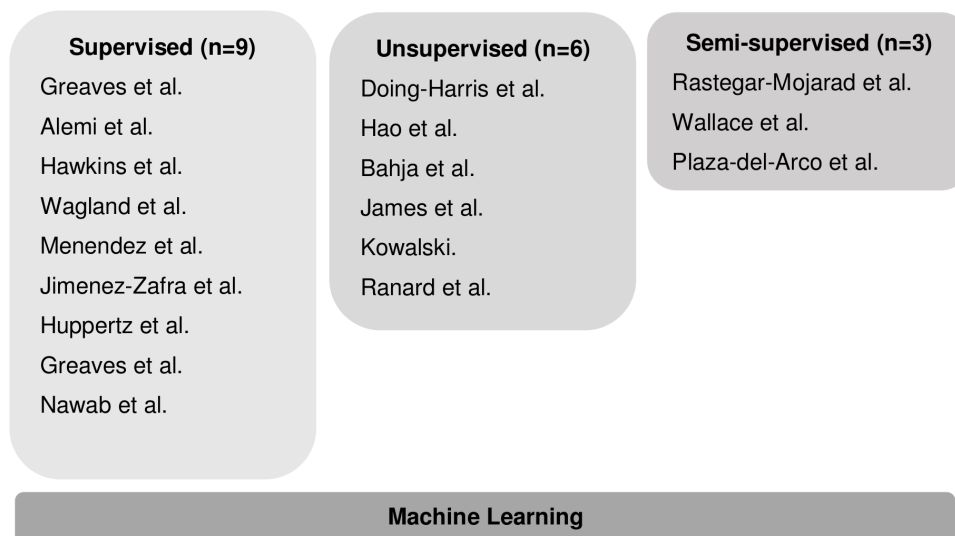 Supervised (n=9)
Greaves et al.
Alemi et al.
Hawkins et al.
Wagland et al.
Menendez et al.
Jimenez-Zafra et al.
Huppertz et al.
Greaves et al.
Nawab et al.
Unsupervised (n=6)
Doing-Harris et al.
Hao et al.
Bahja et al.
James et al.
Kowalski.
Ranard et al.
Semi-supervised (n=3)
Rastegar-Mojarad et al.
Wallace et al.
Plaza-del-Arco et al.
Machine Learning